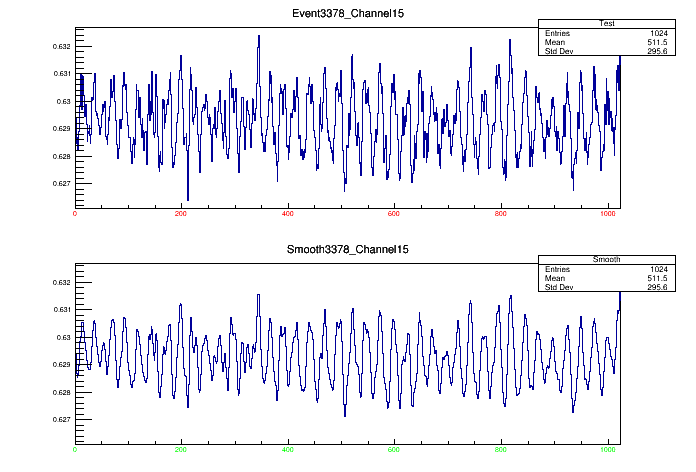 Event3378_Channel15
Test
Entries 1024
Mean 511.5
Std Dev 295.6
0.632
0.631
0.63
0.629
0.628
0.627
0 200 400 600 800 1000
Smooth3378_Channel15
Smooth
Entries 1024
Mean 511.5
Std Dev 295.6
0.632
0.631
0.63
0.629
0.628
0.627
0 200 400 600 800 1000